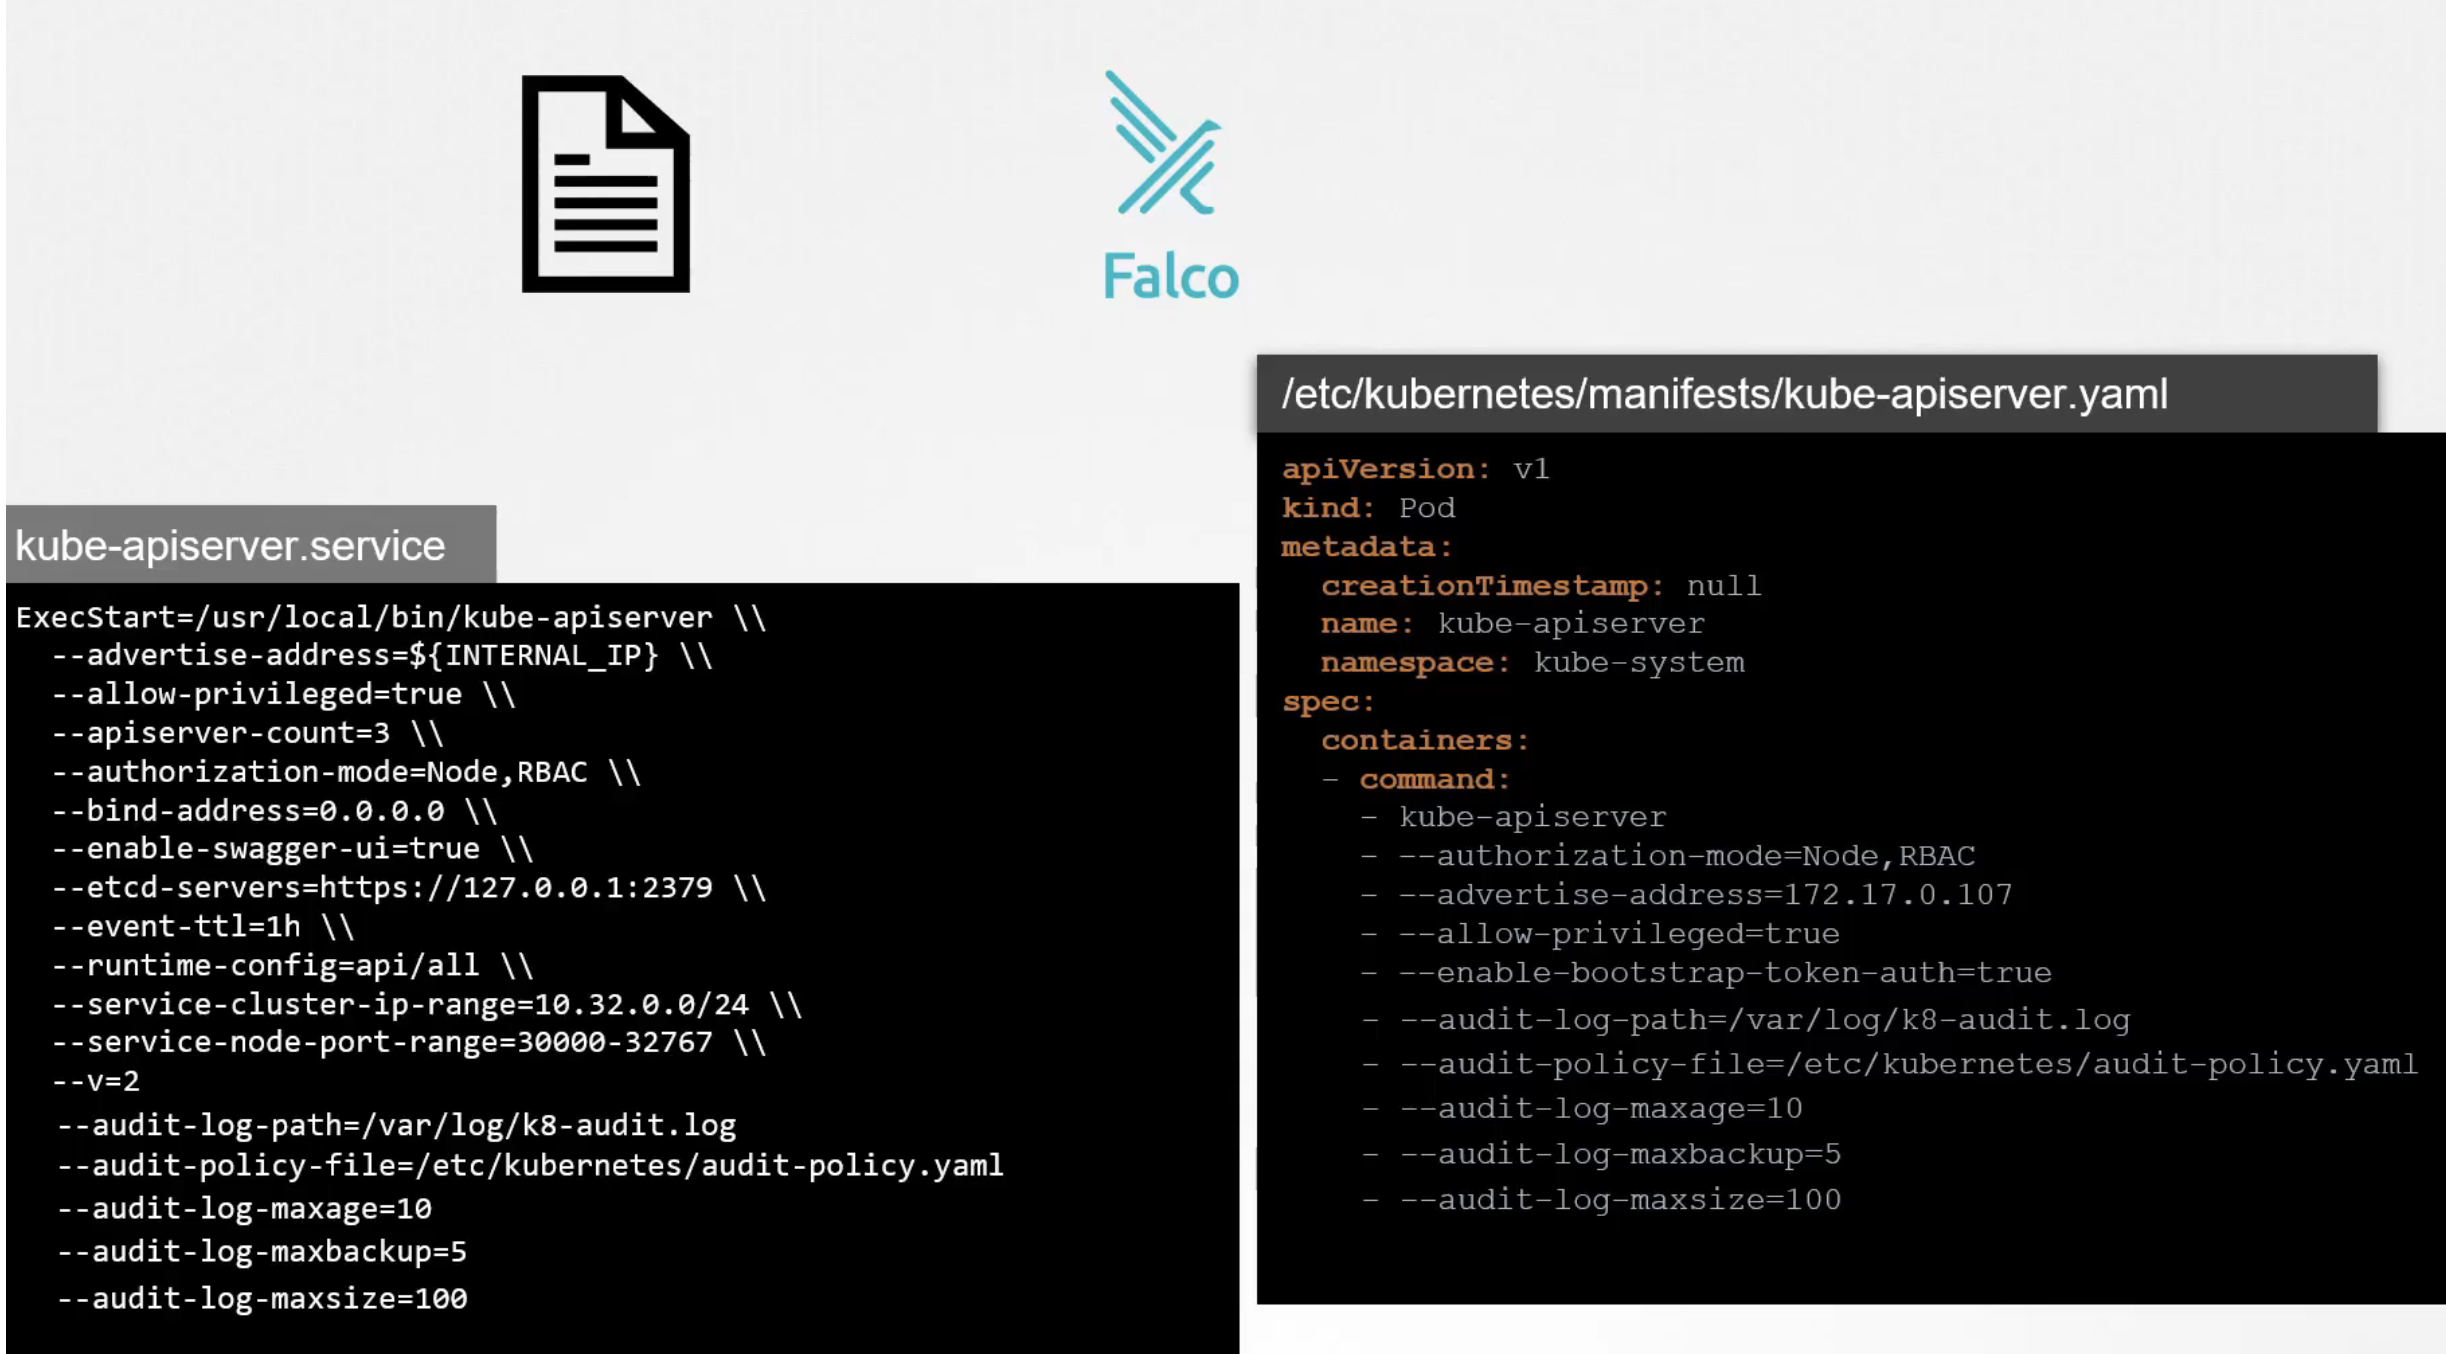 Falco
kube-apiserver.service
ExecStart=/usr/local/bin/kube-apiserver \\
--advertise-address=${INTERNAL_IP} \\
--allow-privileged=true \\
--apiserver-count=3 \\
--authorization-mode=Node,RBAC \\
--bind-address=0.0.0.0 \\
--enable-swagger-ui=true \\
--etcd-servers=https://127.0.0.1:2379 \\
--event-ttl=1h \\
--runtime-config=api/all \\
--service-cluster-ip-range=10.32.0.0/24 \\
--service-node-port-range=30000-32767 \\
--v=2
--audit-log-path=/var/log/k8-audit.log
--audit-policy-file=/etc/kubernetes/audit-policy.yaml
--audit-log-maxage=10
--audit-log-maxbackup=5
--audit-log-maxsize=100
/etc/kubernetes/manifests/kube-apiserver.yaml
apiVersion: v1
kind: Pod
metadata:
  creationTimestamp: null
  name: kube-apiserver
  namespace: kube-system
spec:
  containers:
  - command:
    - kube-apiserver
    - --authorization-mode=Node,RBAC
    - --advertise-address=172.17.0.107
    - --allow-privileged=true
    - --enable-bootstrap-token-auth=true
    - --audit-log-path=/var/log/k8-audit.log
    - --audit-policy-file=/etc/kubernetes/audit-policy.yaml
    - --audit-log-maxage=10
    - --audit-log-maxbackup=5
    - --audit-log-maxsize=100